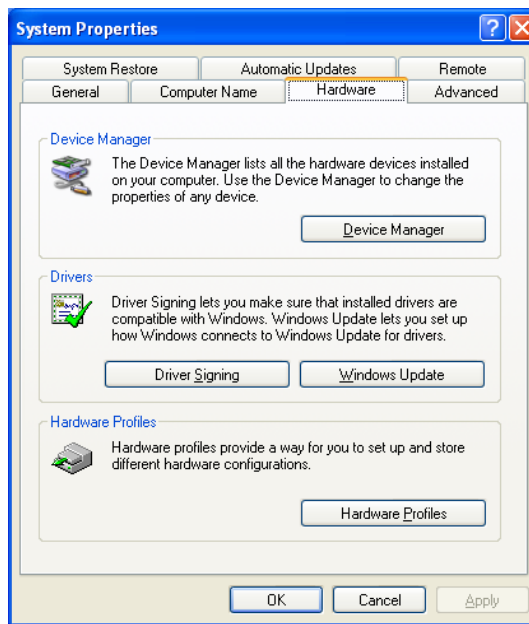 System Properties
System Restore
Automatic Updates
Remote
General
Computer Name
Hardware
Advanced
Device Manager
The Device Manager lists all the hardware devices installed
on your computer. Use the Device Manager to change the
properties of any device.
Device Manager
Drivers
Driver Signing lets you make sure that installed drivers are
compatible with Windows. Windows Update lets you set up
how Windows connects to Windows Update for drivers.
Driver Signing
Windows Update
Hardware Profiles
Hardware profiles provide a way for you to set up and store
different hardware configurations.
Hardware Profiles
OK
Cancel
Apply